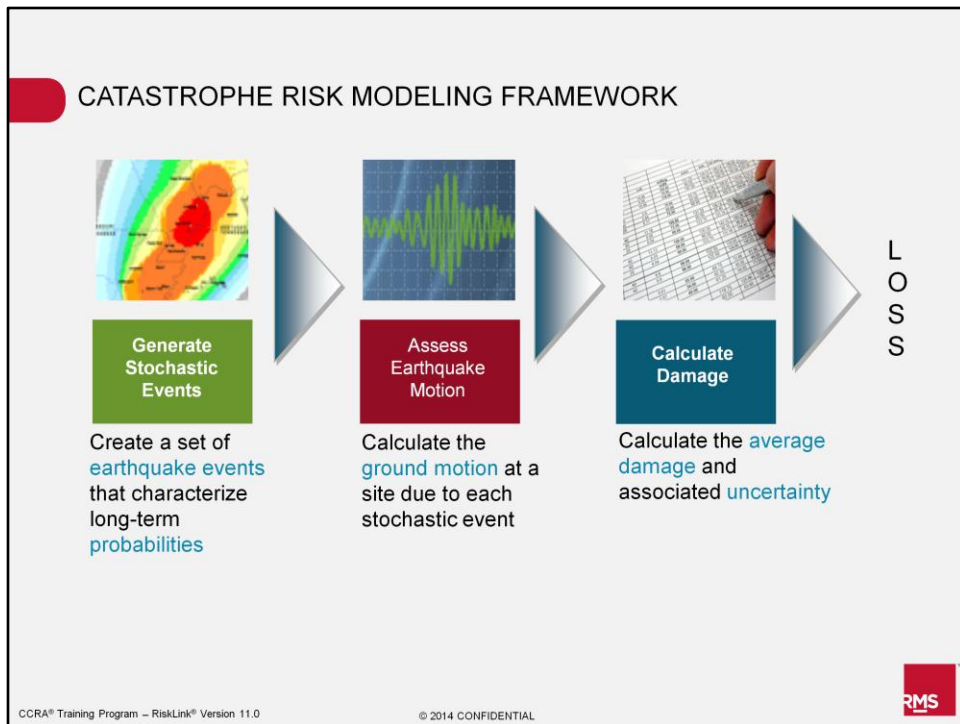 CATASTROPHE RISK MODELING FRAMEWORK
Generate
Stochastic
Events
Create a set of
earthquake events
that characterize
long-term
probabilities
Assess
Earthquake
Motion
Calculate the
ground motion at a
site due to each
stochastic event
Calculate
Damage
Calculate the average
damage and
associated uncertainty
L
O
S
S
CCRA® Training Program – RiskLink® Version 11.0
© 2014 CONFIDENTIAL
RMS